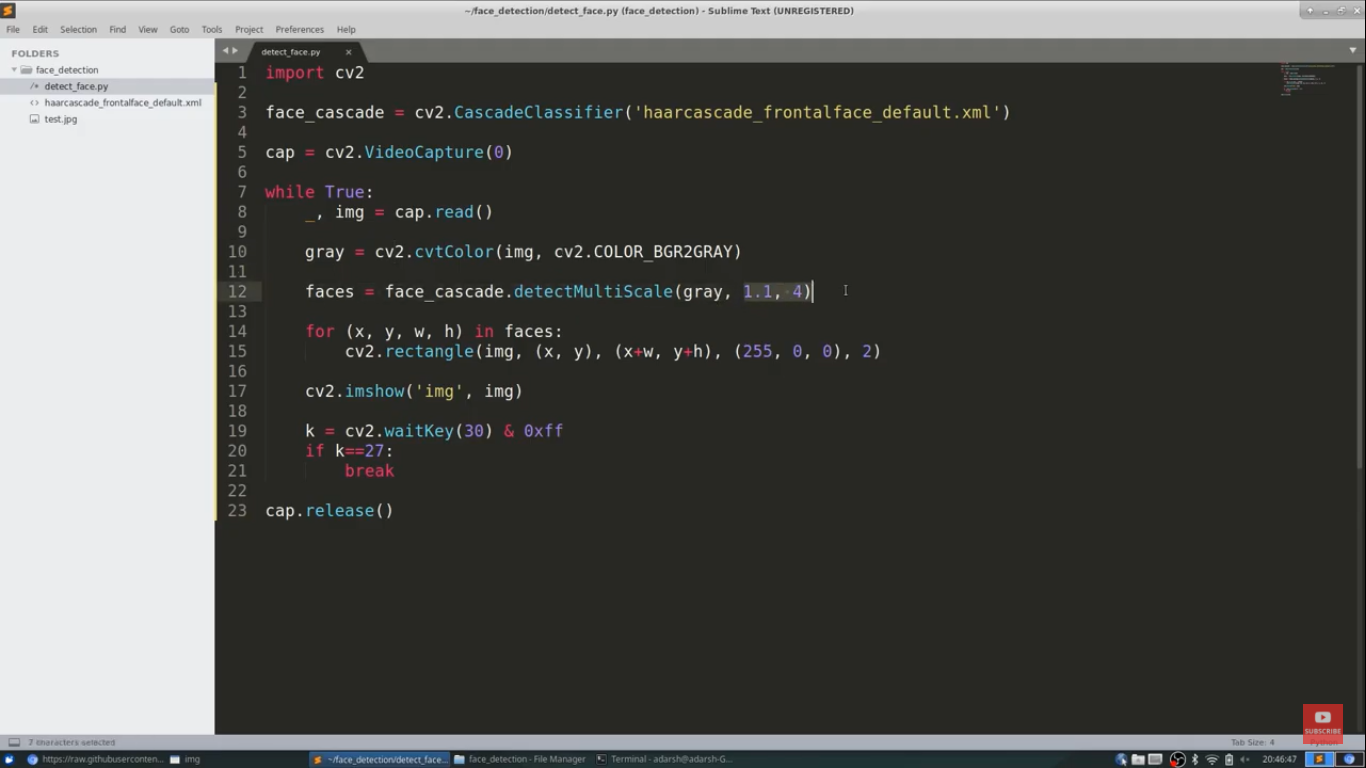 ~/face_detection/detect_face.py (face_detection) - Sublime Text (UNREGISTERED)
File Edit Selection Find View Goto Tools Project Preferences Help
FOLDERS
face_detection
detect_face.py
haarcascade_frontalface_default.xml
test.jpg
detect_face.py
1 import cv2
2
3 face_cascade = cv2.CascadeClassifier('haarcascade_frontalface_default.xml')
4
5 cap = cv2.VideoCapture(0)
6
7 while True:
8 _, img = cap.read()
9
10 gray = cv2.cvtColor(img, cv2.COLOR_BGR2GRAY)
11
12 faces = face_cascade.detectMultiScale(gray, 1.1, 4)
13
14 for (x, y, w, h) in faces:
15 cv2.rectangle(img, (x, y), (x+w, y+h), (255, 0, 0), 2)
16
17 cv2.imshow('img', img)
18
19 k = cv2.waitKey(30) & 0xff
20 if k==27:
21 break
22
23 cap.release()
SUBSCRIBE
7 characters selected Tab Size: 4 Python
https://raw.githubuserconten... img ~/face_detection/detect_face... face_detection - File Manager Terminal - adarsh@adarsh-G... 20:46:47